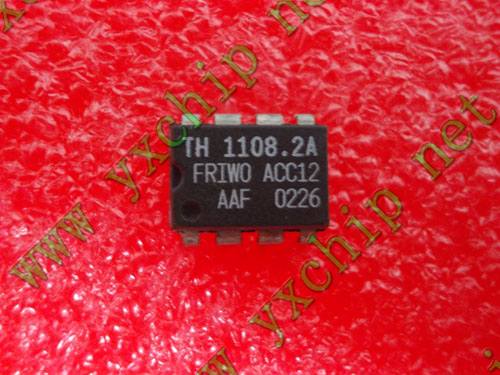 TH 1108.2A
FRIWO ACC12
AAF 0226
www yxchip net
www yxchip net